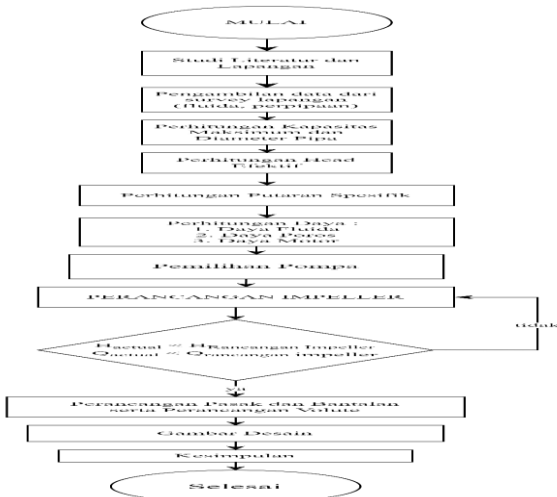 MULAI
Studi Literatur dan
Lapangan
Pengambilan data dari
survey lapangan
(fluida, perpipaan)
Perhitungan Kapasitas
Maksimum dan
Diameter Pipa
Perhitungan Head
Efektif
Perhitungan Putaran Spesifik
Perhitungan Daya :
1. Daya Fluida
2. Daya Poros
3. Daya Motor
Pemilihan Pompa
PERANCANGAN IMPELLER
tidak
Hactual ≈ HRancangan Impeller
Qactual ≈ Qrancangan impeller
ya
Perancangan Pasak dan Bantalan
serta Perancangan Volute
Gambar Desain
Kesimpulan
Selesai